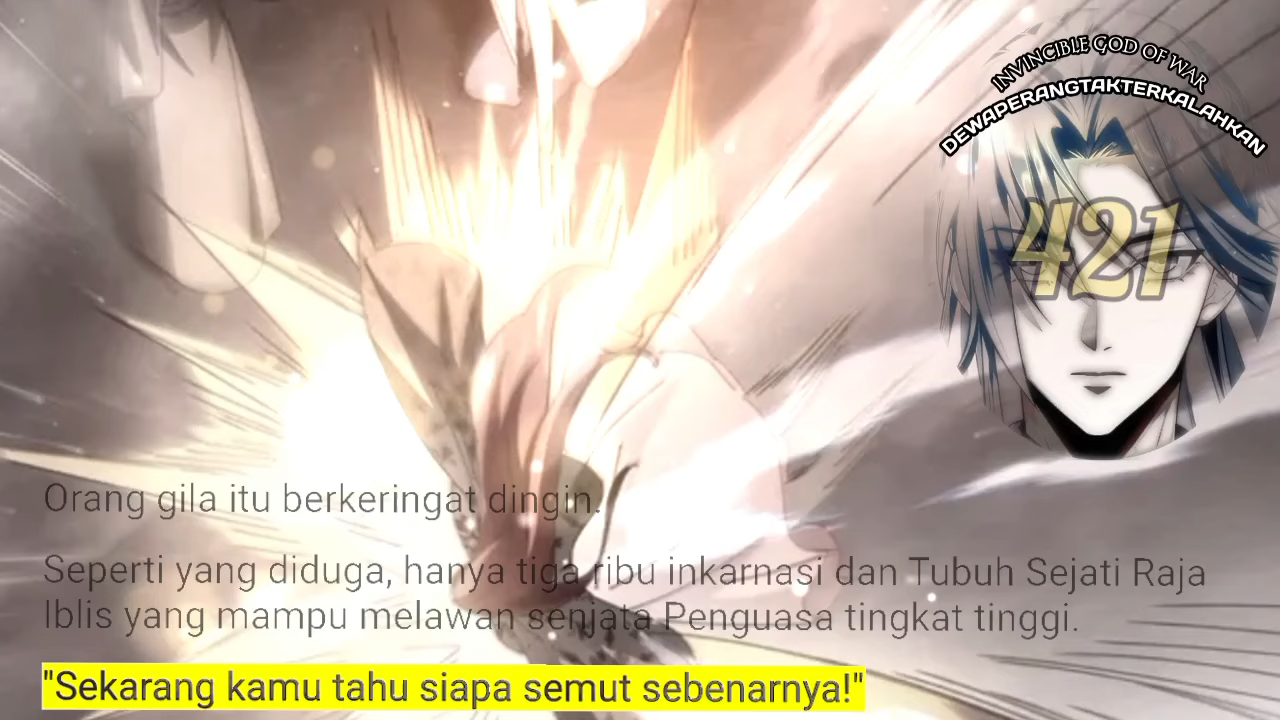 INVINCIBLE GOD OF WAR
DEWAPERANGTAKTERKALAHKAN
421
Orang gila itu berkeringat dingin.
Seperti yang diduga, hanya tiga ribu inkarnasi dan Tubuh Sejati Raja
Iblis yang mampu melawan senjata Penguasa tingkat tinggi.
"Sekarang kamu tahu siapa semut sebenarnya!"